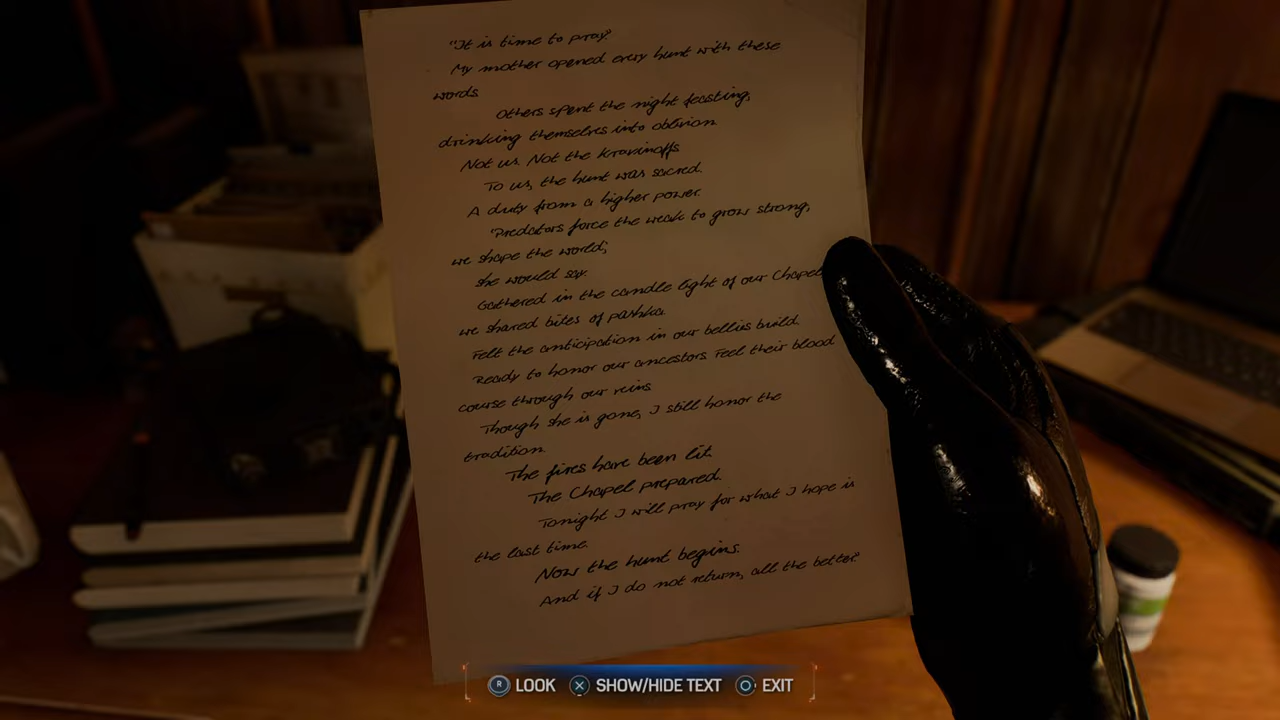 "It is time to pray."
My mother opened every hunt with these
words.
Others spent the night feasting,
drinking themselves into oblivion.
Not us. Not the Kravinoffs
To us, the hunt was sacred.
A duty from a higher power.
"Predators force the weak to grow strong,
we shape the world,"
she would say.
Gathered in the candle light of our Chapel
we shared bites of pashka.
Felt the anticipation in our bellies build.
Ready to honor our ancestors. Feel their blood
course through our veins.
Though she is gone, I still honor the
tradition.
The fires have been lit.
The Chapel prepared.
Tonight I will pray for what I hope is
the last time.
Now the hunt begins.
And if I do not return, all the better."
R LOOK SHOW/HIDE TEXT EXIT